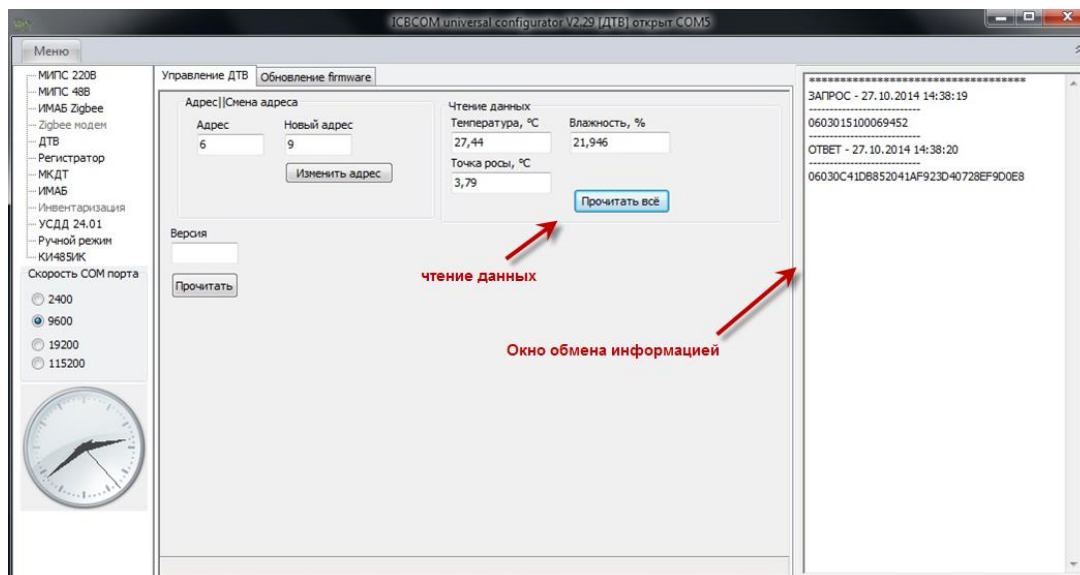 ICBCOM universal configurator V2.29 [ДТВ] открыт COM5
Меню
МИПС 220В
МИПС 48В
ИМАБ Zigbee
Zigbee модем
ДТВ
Регистратор
МКДТ
ИМАБ
Инвентаризация
УСДД 24.01
Ручной режим
КИ485ИК
Скорость COM порта
2400
9600
19200
115200
Управление ДТВ
Обновление firmware
Адрес||Смена адреса
Адрес
Новый адрес
6
9
Изменить адрес
Чтение данных
Температура, °C
Влажность, %
27,44
21,946
Точка росы, °C
3,79
Прочитать всё
Версия
Прочитать
чтение данных
Окно обмена информацией
***********************************
ЗАПРОС - 27.10.2014 14:38:19
---------------------------
0603015100069452
---------------------------
ОТВЕТ - 27.10.2014 14:38:20
---------------------------
06030C41DB852041AF923D40728EF9D0E8